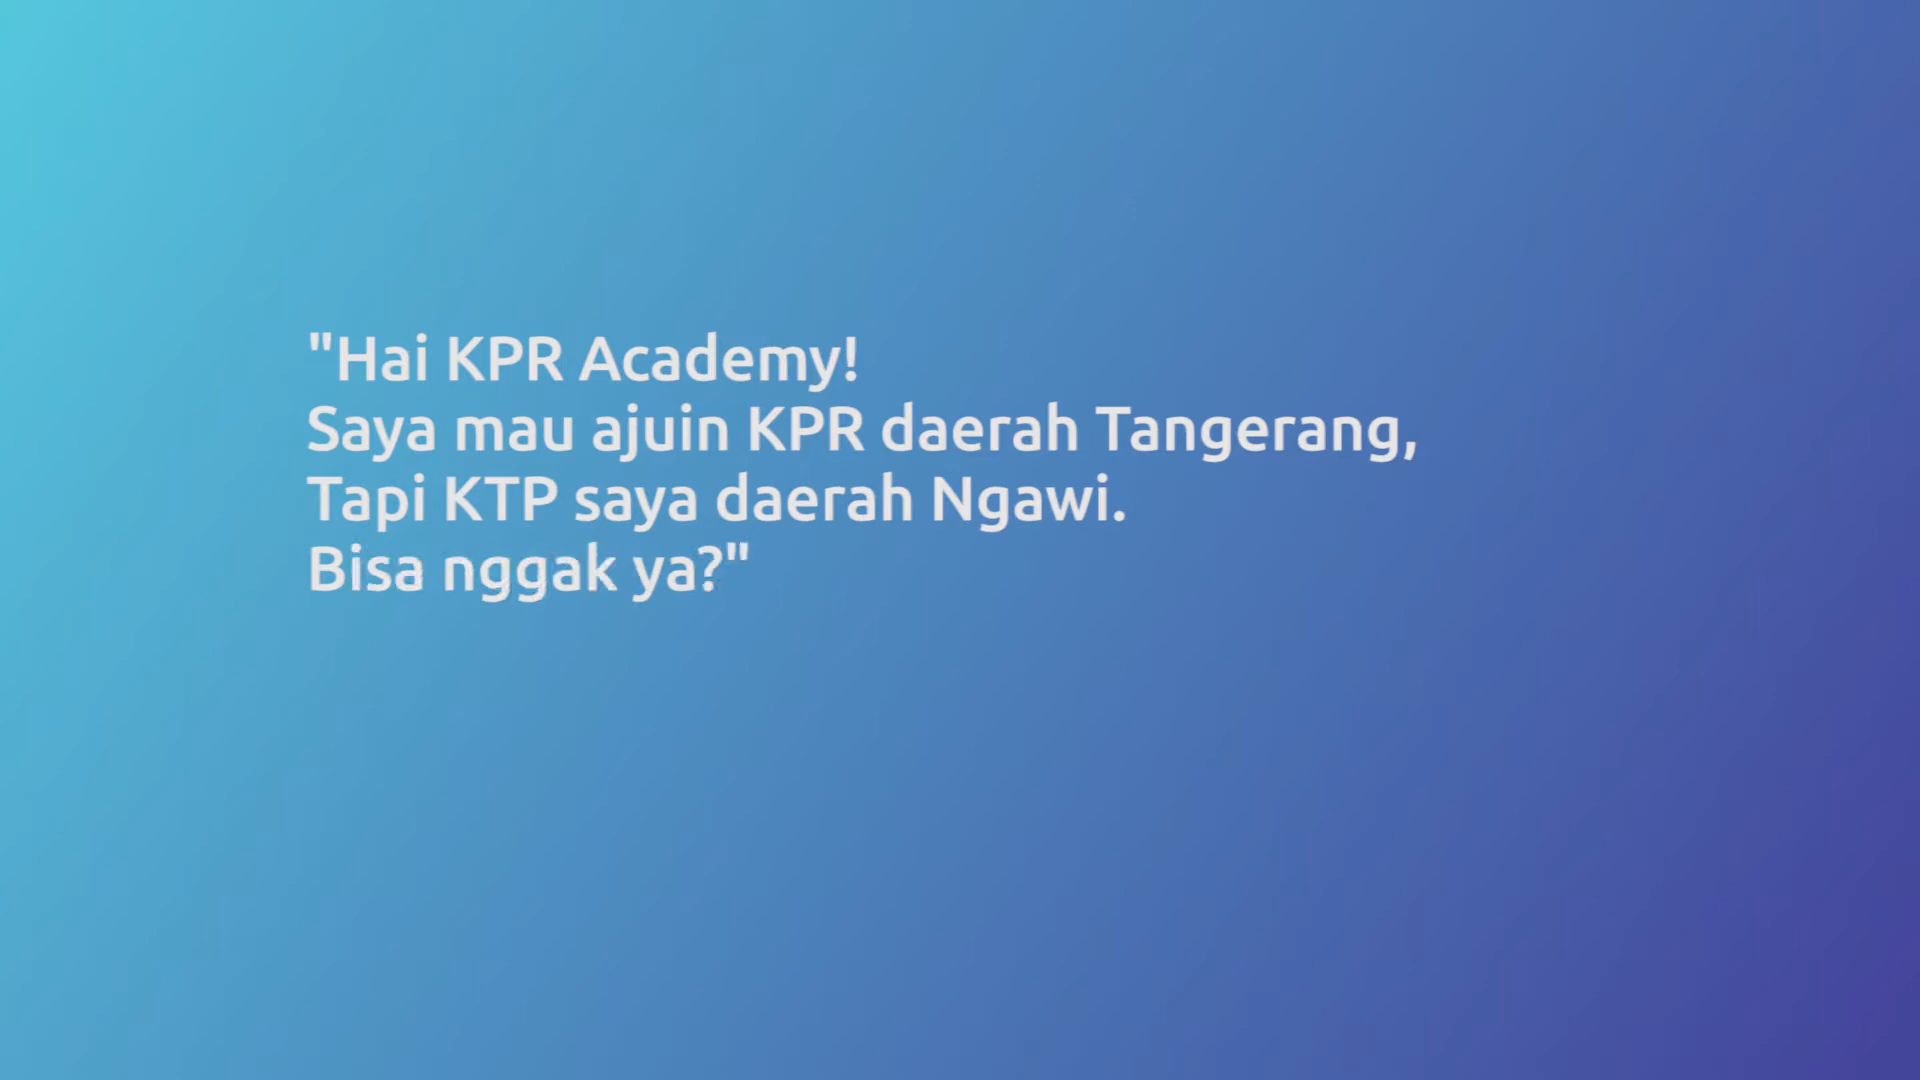 "Hai KPR Academy!
Saya mau ajuin KPR daerah Tangerang,
Tapi KTP saya daerah Ngawi.
Bisa nggak ya?"